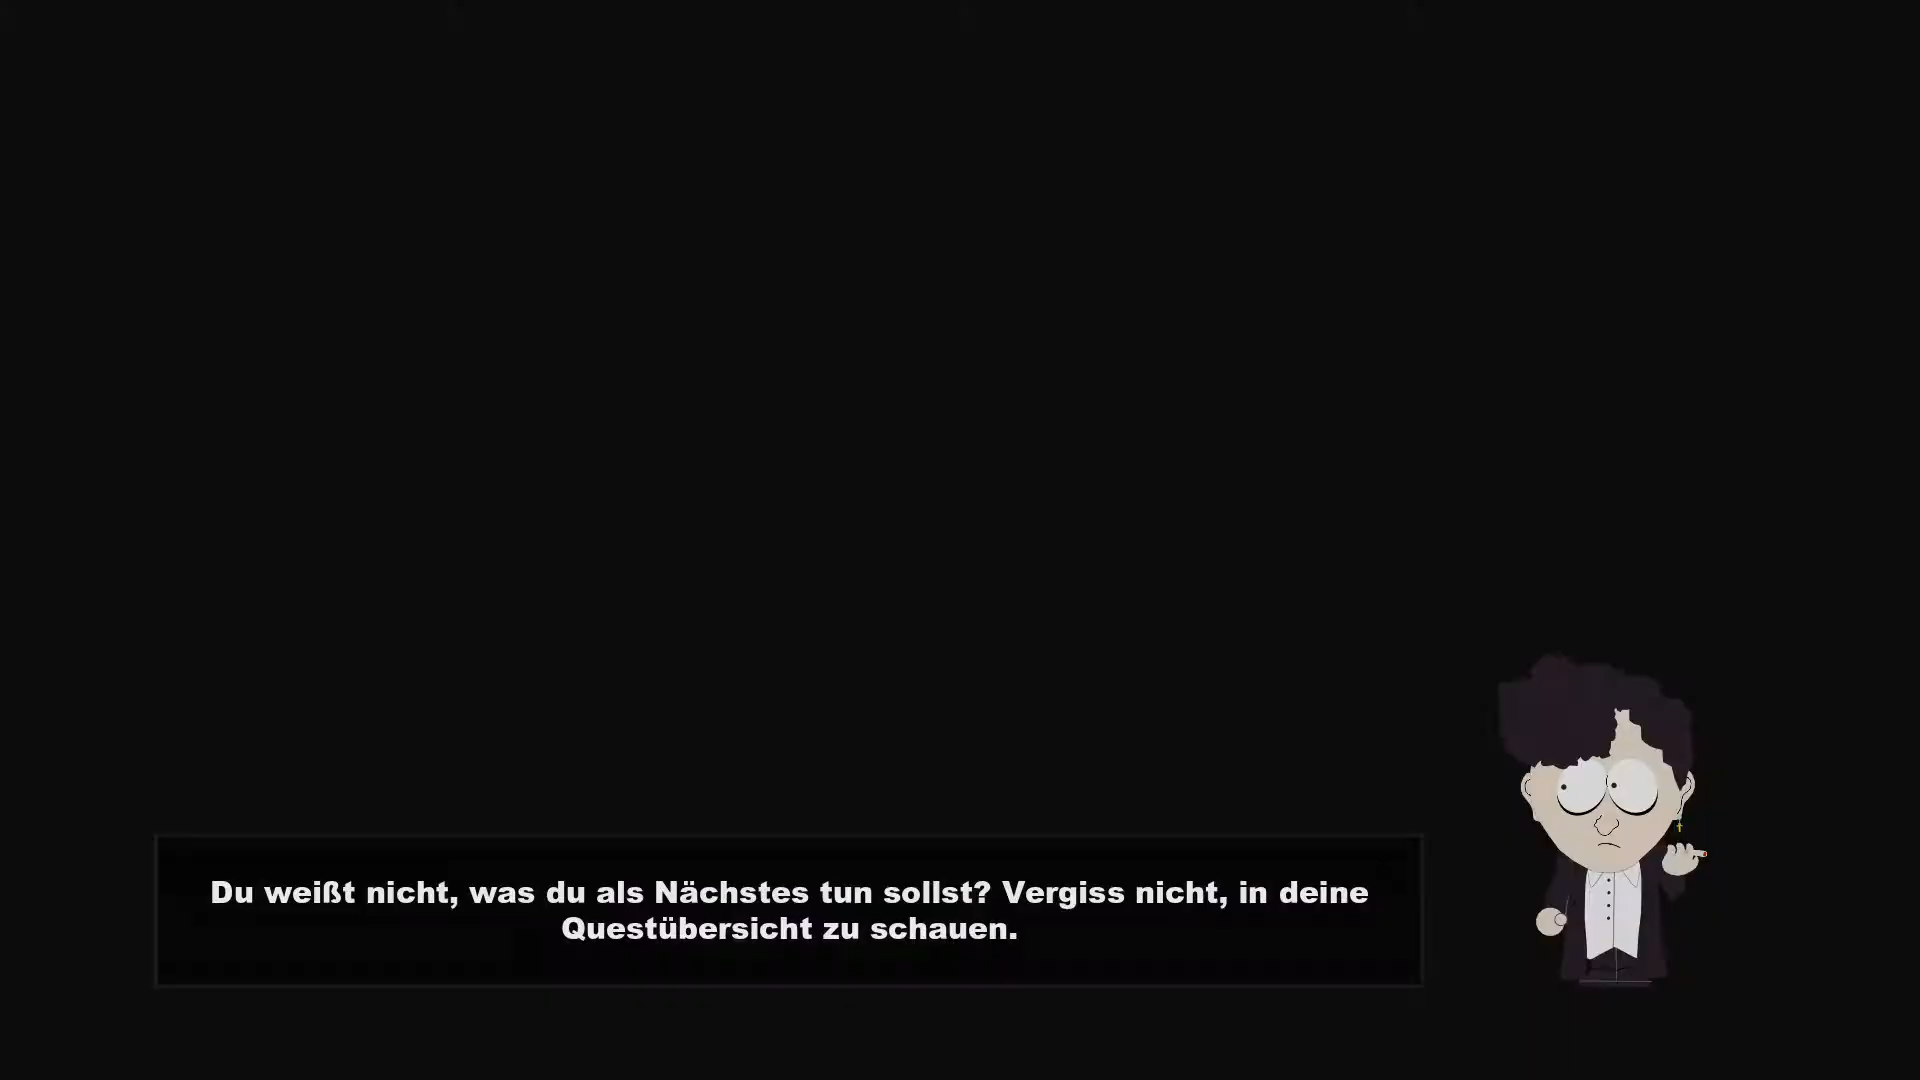 Du weißt nicht, was du als Nächstes tun sollst? Vergiss nicht, in deine
Questübersicht zu schauen.